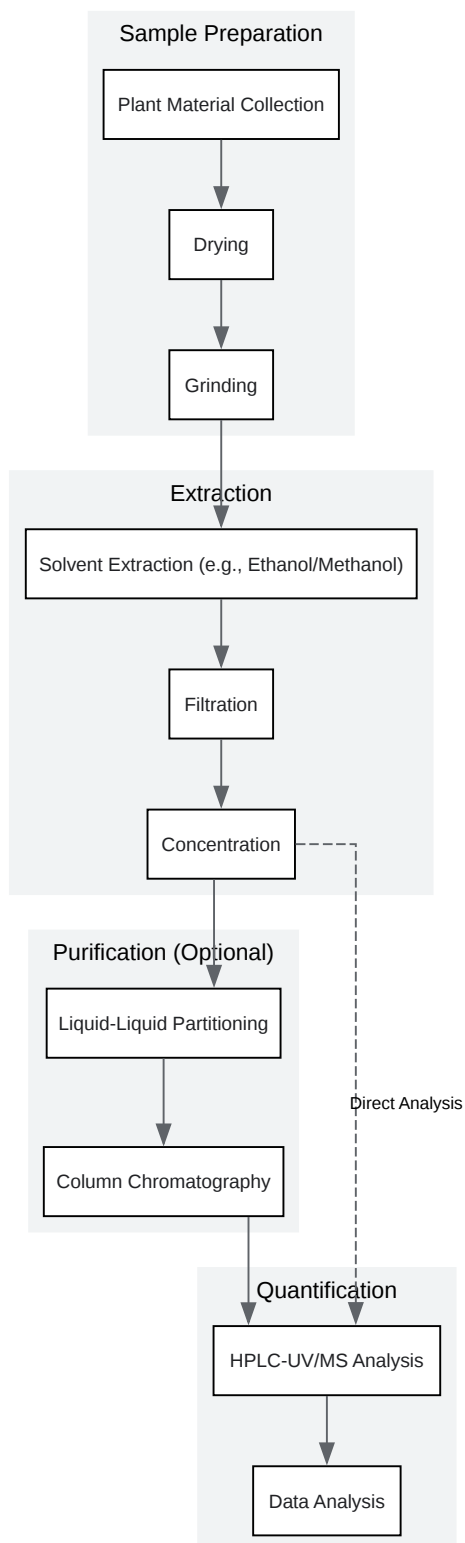 Sample Preparation
Plant Material Collection
Drying
Grinding
Extraction
Solvent Extraction (e.g., Ethanol/Methanol)
Filtration
Concentration
Purification (Optional)
Liquid-Liquid Partitioning
Direct Analysis
Column Chromatography
Quantification
HPLC-UV/MS Analysis
Data Analysis